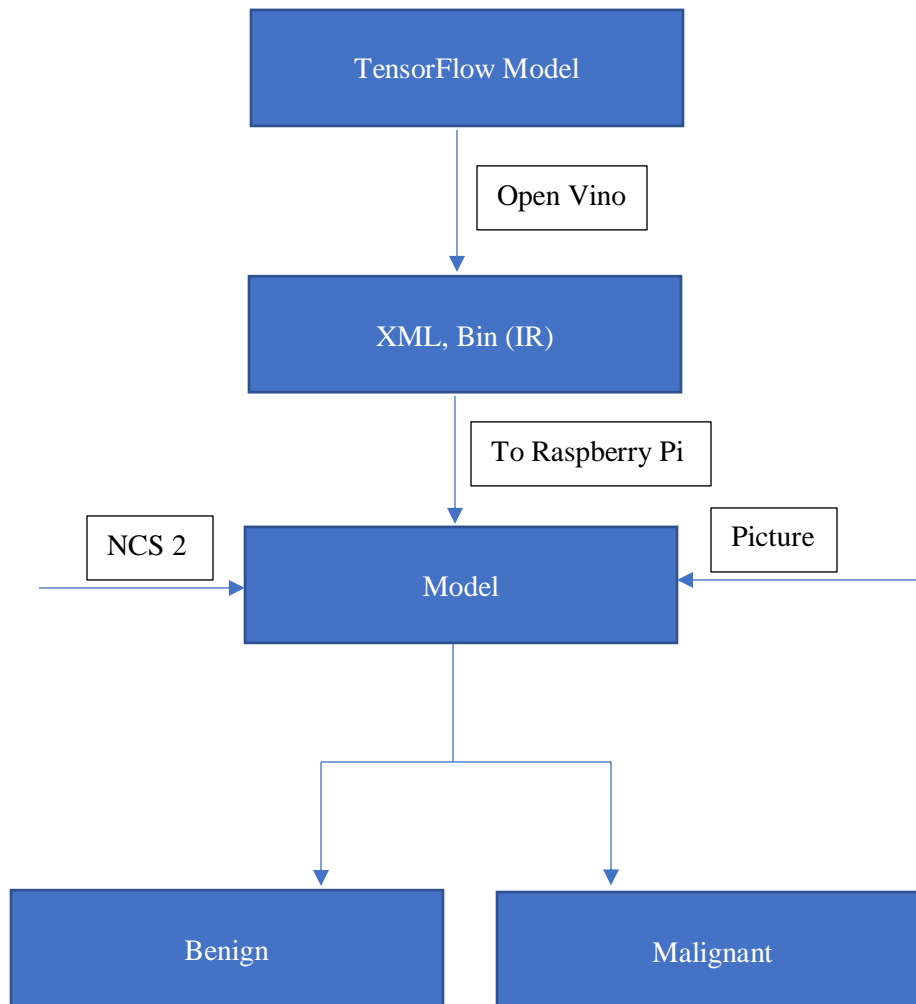 TensorFlow Model
Open Vino
XML, Bin (IR)
To Raspberry Pi
NCS 2
Picture
Model
Benign
Malignant